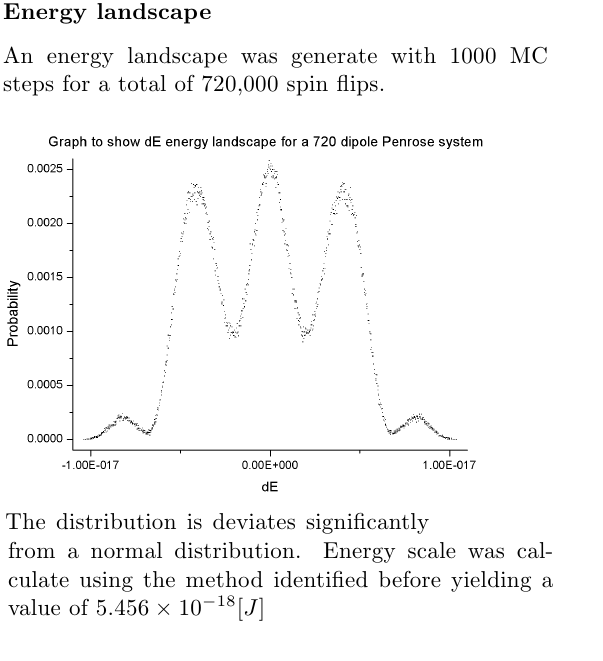 Energy landscape
An energy landscape was generate with 1000 MC
steps for a total of 720,000 spin flips.
Graph to show dE energy landscape for a 720 dipole Penrose system
0.0025
0.0020
0.0015
Probability
0.0010
0.0005
0.0000
-1.00E-017 0.00E+000 1.00E-017
dE
The distribution is deviates significantly
from a normal distribution. Energy scale was cal-
culate using the method identified before yielding a
value of 5.456 × 10⁻¹⁸[J]